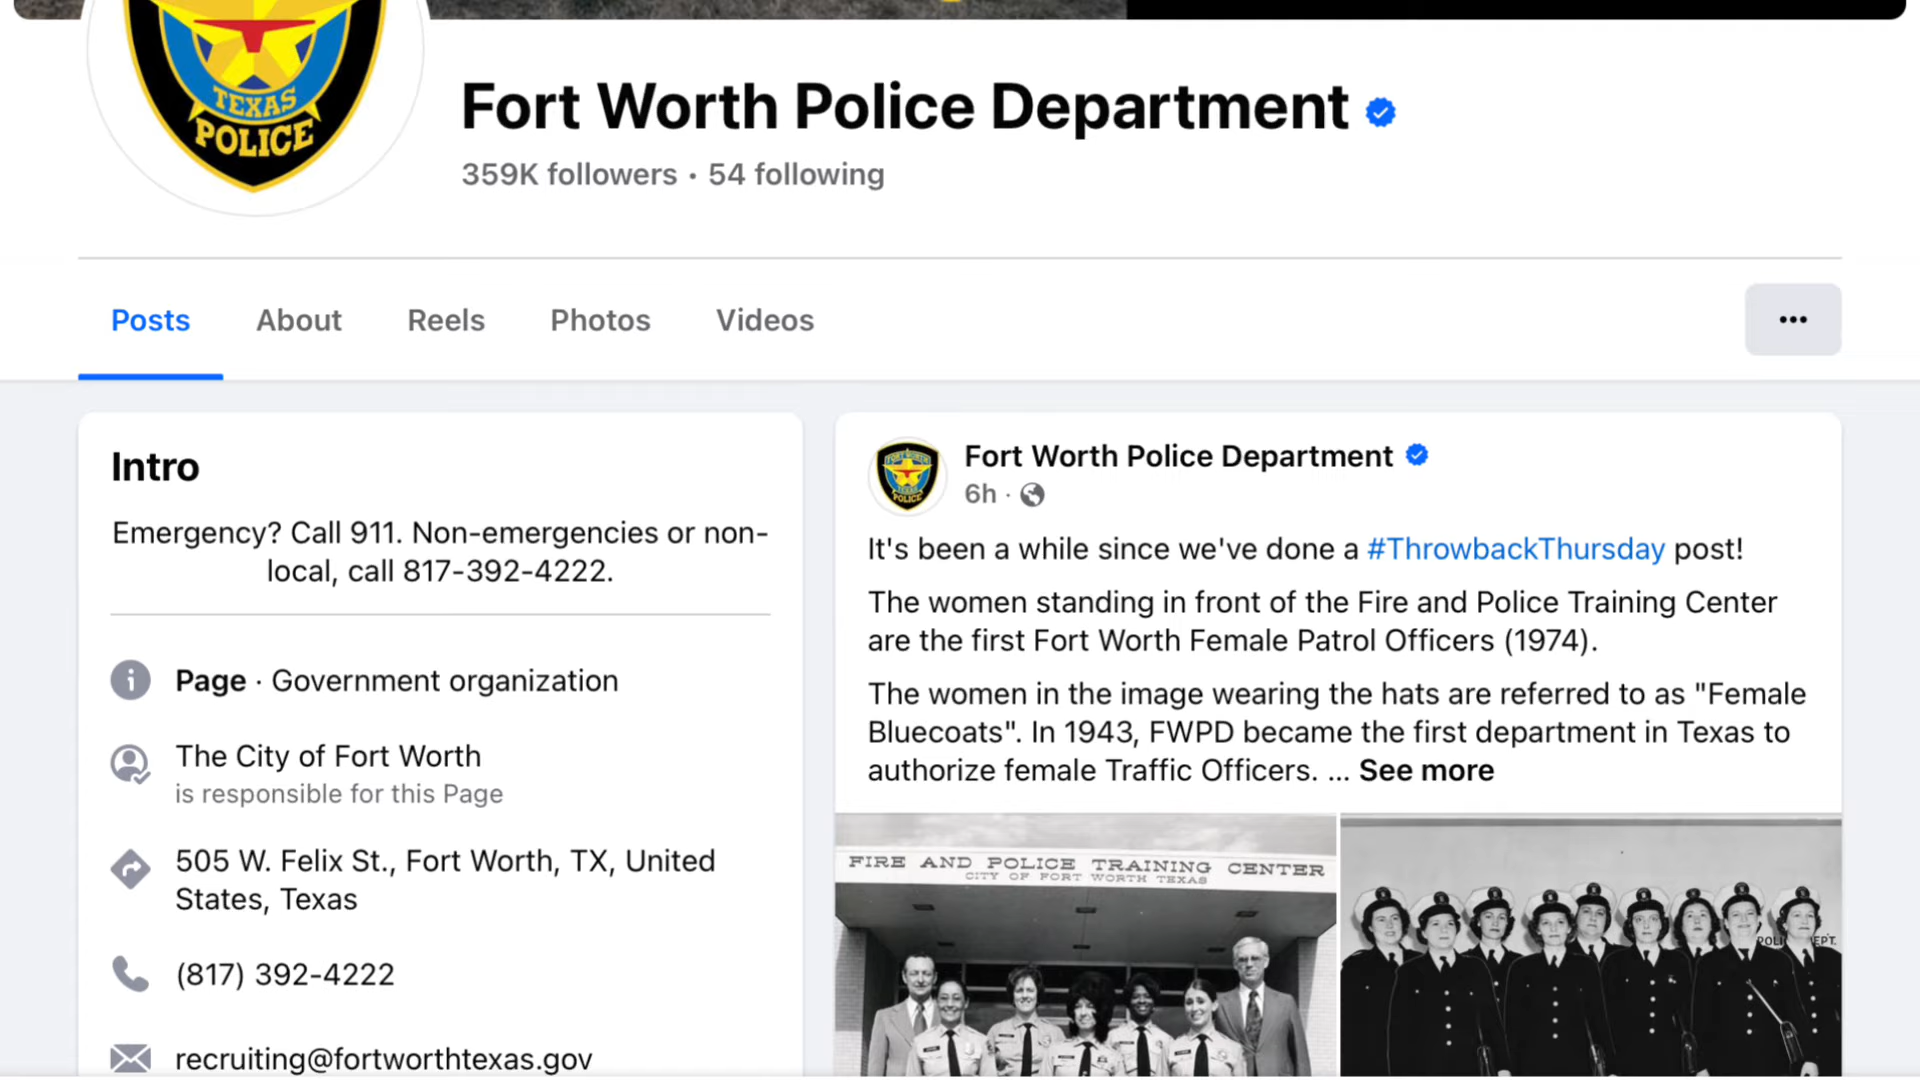 TEXAS
POLICE
Fort Worth Police Department
359K followers • 54 following
Posts About Reels Photos Videos
Intro
Emergency? Call 911. Non-emergencies or non-
local, call 817-392-4222.
Page · Government organization
The City of Fort Worth
is responsible for this Page
505 W. Felix St., Fort Worth, TX, United
States, Texas
(817) 392-4222
recruiting@fortworthtexas.gov
FORT WORTH
TEXAS
POLICE
Fort Worth Police Department
6h ·
It's been a while since we've done a #ThrowbackThursday post!
The women standing in front of the Fire and Police Training Center
are the first Fort Worth Female Patrol Officers (1974).
The women in the image wearing the hats are referred to as "Female
Bluecoats". In 1943, FWPD became the first department in Texas to
authorize female Traffic Officers. ... See more
FIRE AND POLICE TRAINING CENTER
CITY OF FORT WORTH TEXAS